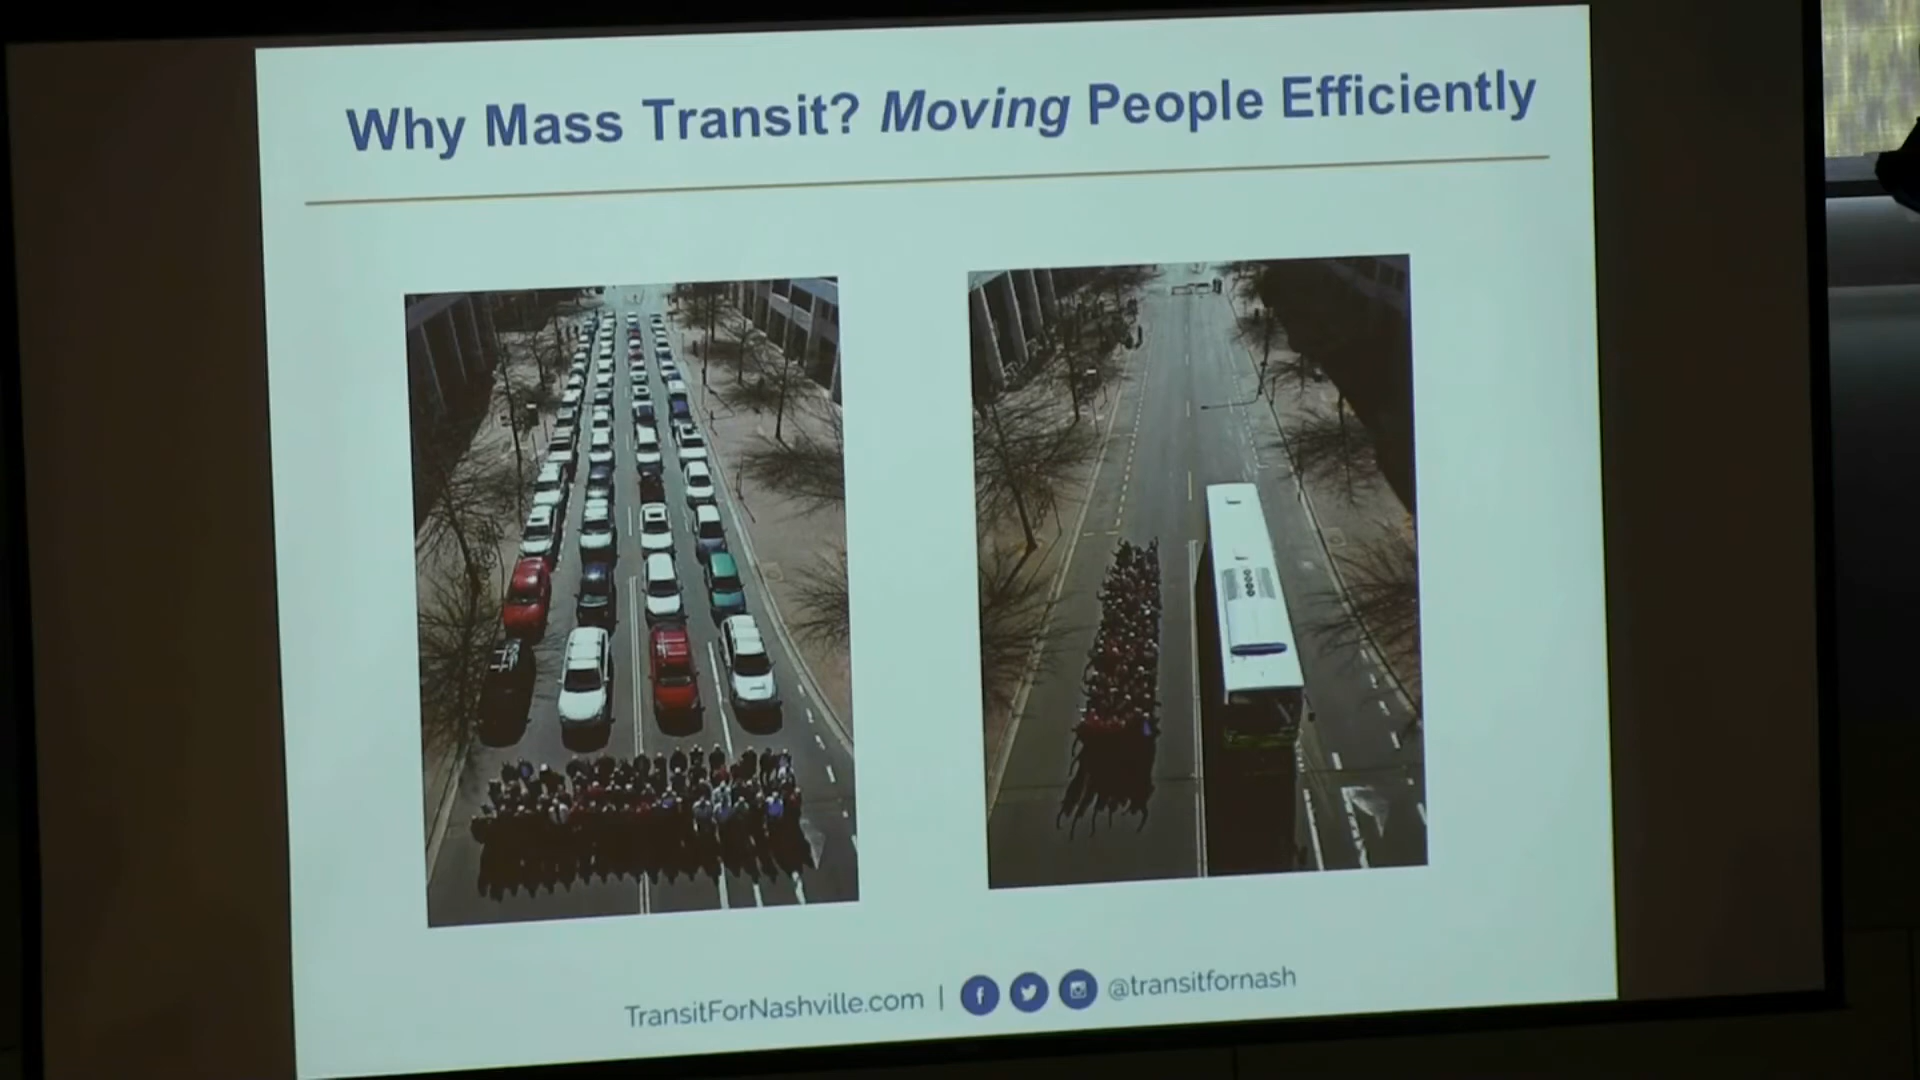 Why Mass Transit? Moving People Efficiently
TransitForNashville.com | @transitfornash